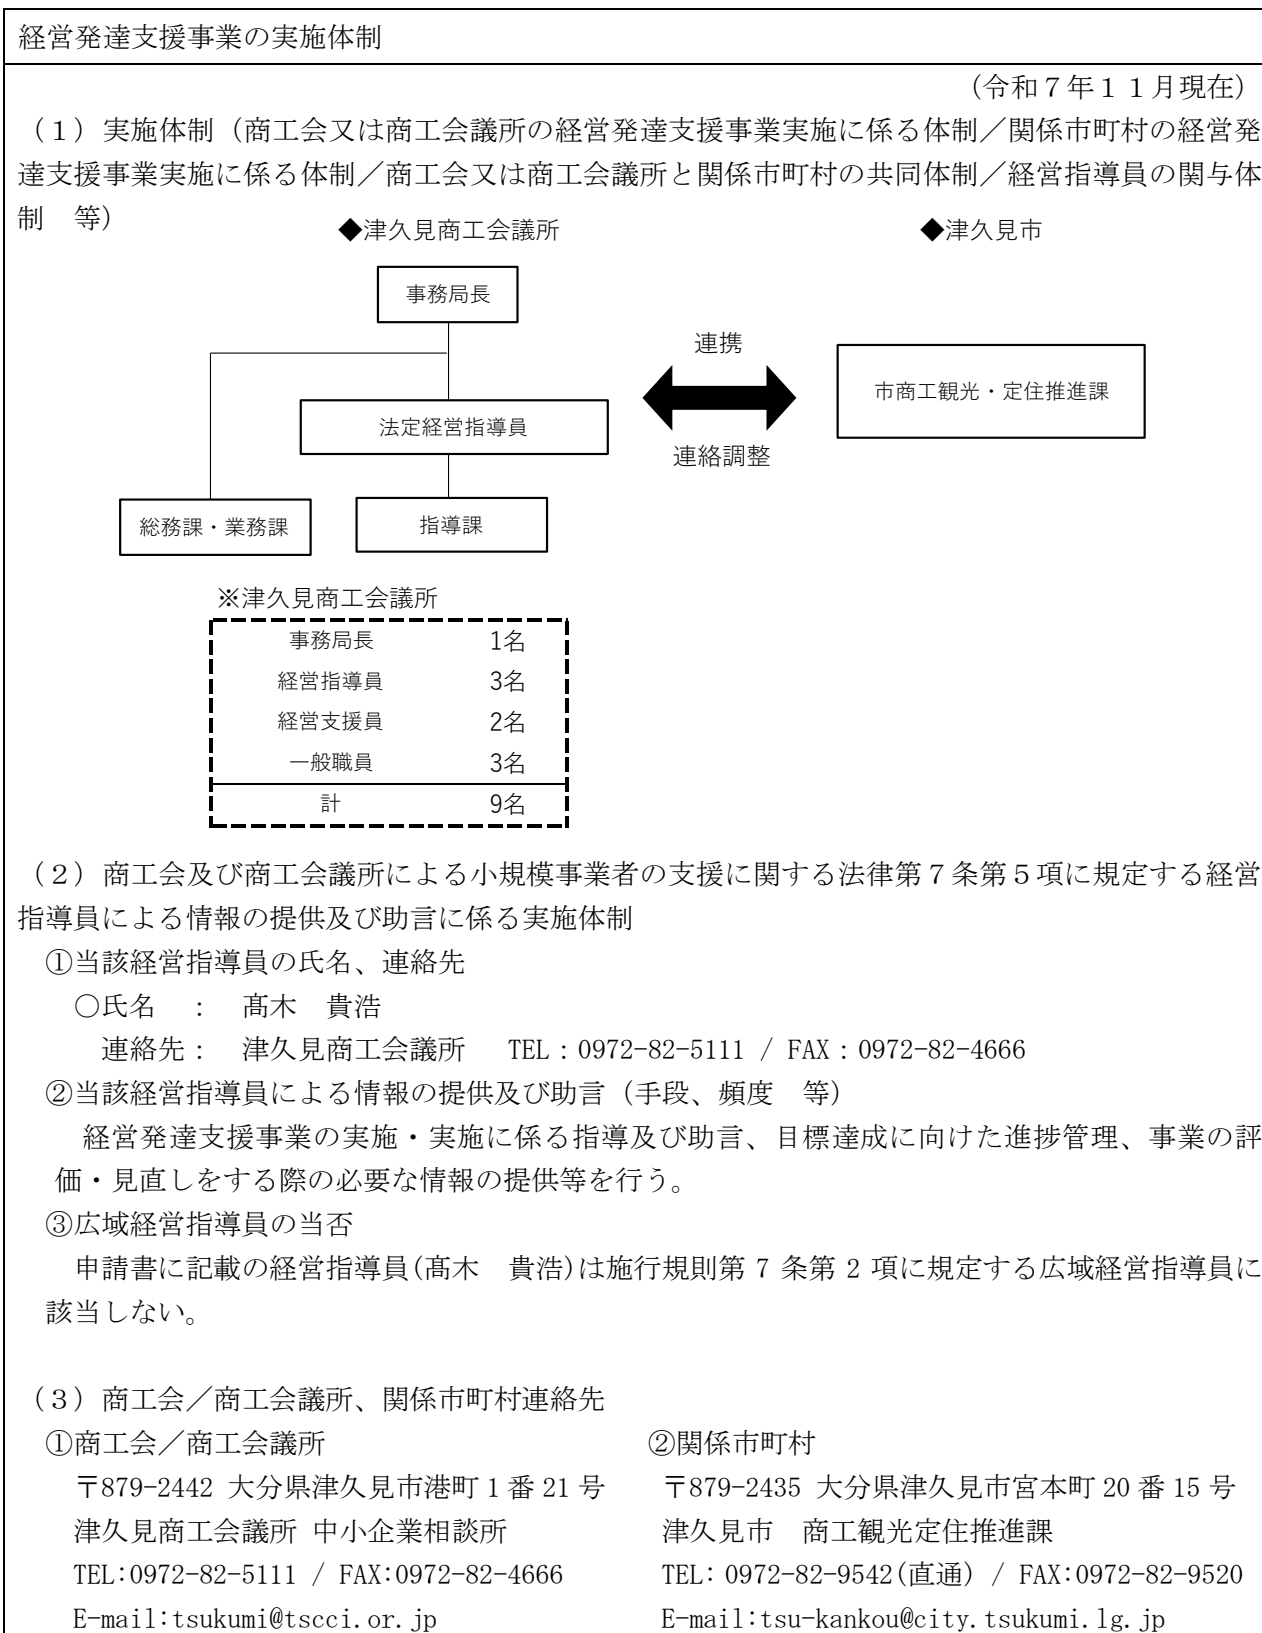 経営発達支援事業の実施体制
（令和７年１１月現在）
（１）実施体制（商工会又は商工会議所の経営発達支援事業実施に係る体制／関係市町村の経営発
達支援事業実施に係る体制／商工会又は商工会議所と関係市町村の共同体制／経営指導員の関与体
制　等）
◆津久見商工会議所
◆津久見市
事務局長
連携
市商工観光・定住推進課
法定経営指導員
連絡調整
総務課・業務課
指導課
※津久見商工会議所
事務局長 1名
経営指導員 3名
経営支援員 2名
一般職員 3名
計 9名
（２）商工会及び商工会議所による小規模事業者の支援に関する法律第７条第５項に規定する経営
指導員による情報の提供及び助言に係る実施体制
①当該経営指導員の氏名、連絡先
○氏名　：　髙木　貴浩
連絡先：　津久見商工会議所　TEL：0972-82-5111 / FAX：0972-82-4666
②当該経営指導員による情報の提供及び助言（手段、頻度　等）
経営発達支援事業の実施・実施に係る指導及び助言、目標達成に向けた進捗管理、事業の評
価・見直しをする際の必要な情報の提供等を行う。
③広域経営指導員の当否
申請書に記載の経営指導員(髙木　貴浩)は施行規則第 7 条第 2 項に規定する広域経営指導員に
該当しない。
（３）商工会／商工会議所、関係市町村連絡先
①商工会／商工会議所
〒879-2442 大分県津久見市港町 1 番 21 号
津久見商工会議所 中小企業相談所
TEL:0972-82-5111 / FAX:0972-82-4666
E-mail:tsukumi@tscci.or.jp
②関係市町村
〒879-2435 大分県津久見市宮本町 20 番 15 号
津久見市　商工観光定住推進課
TEL: 0972-82-9542(直通) / FAX:0972-82-9520
E-mail:tsu-kankou@city.tsukumi.lg.jp